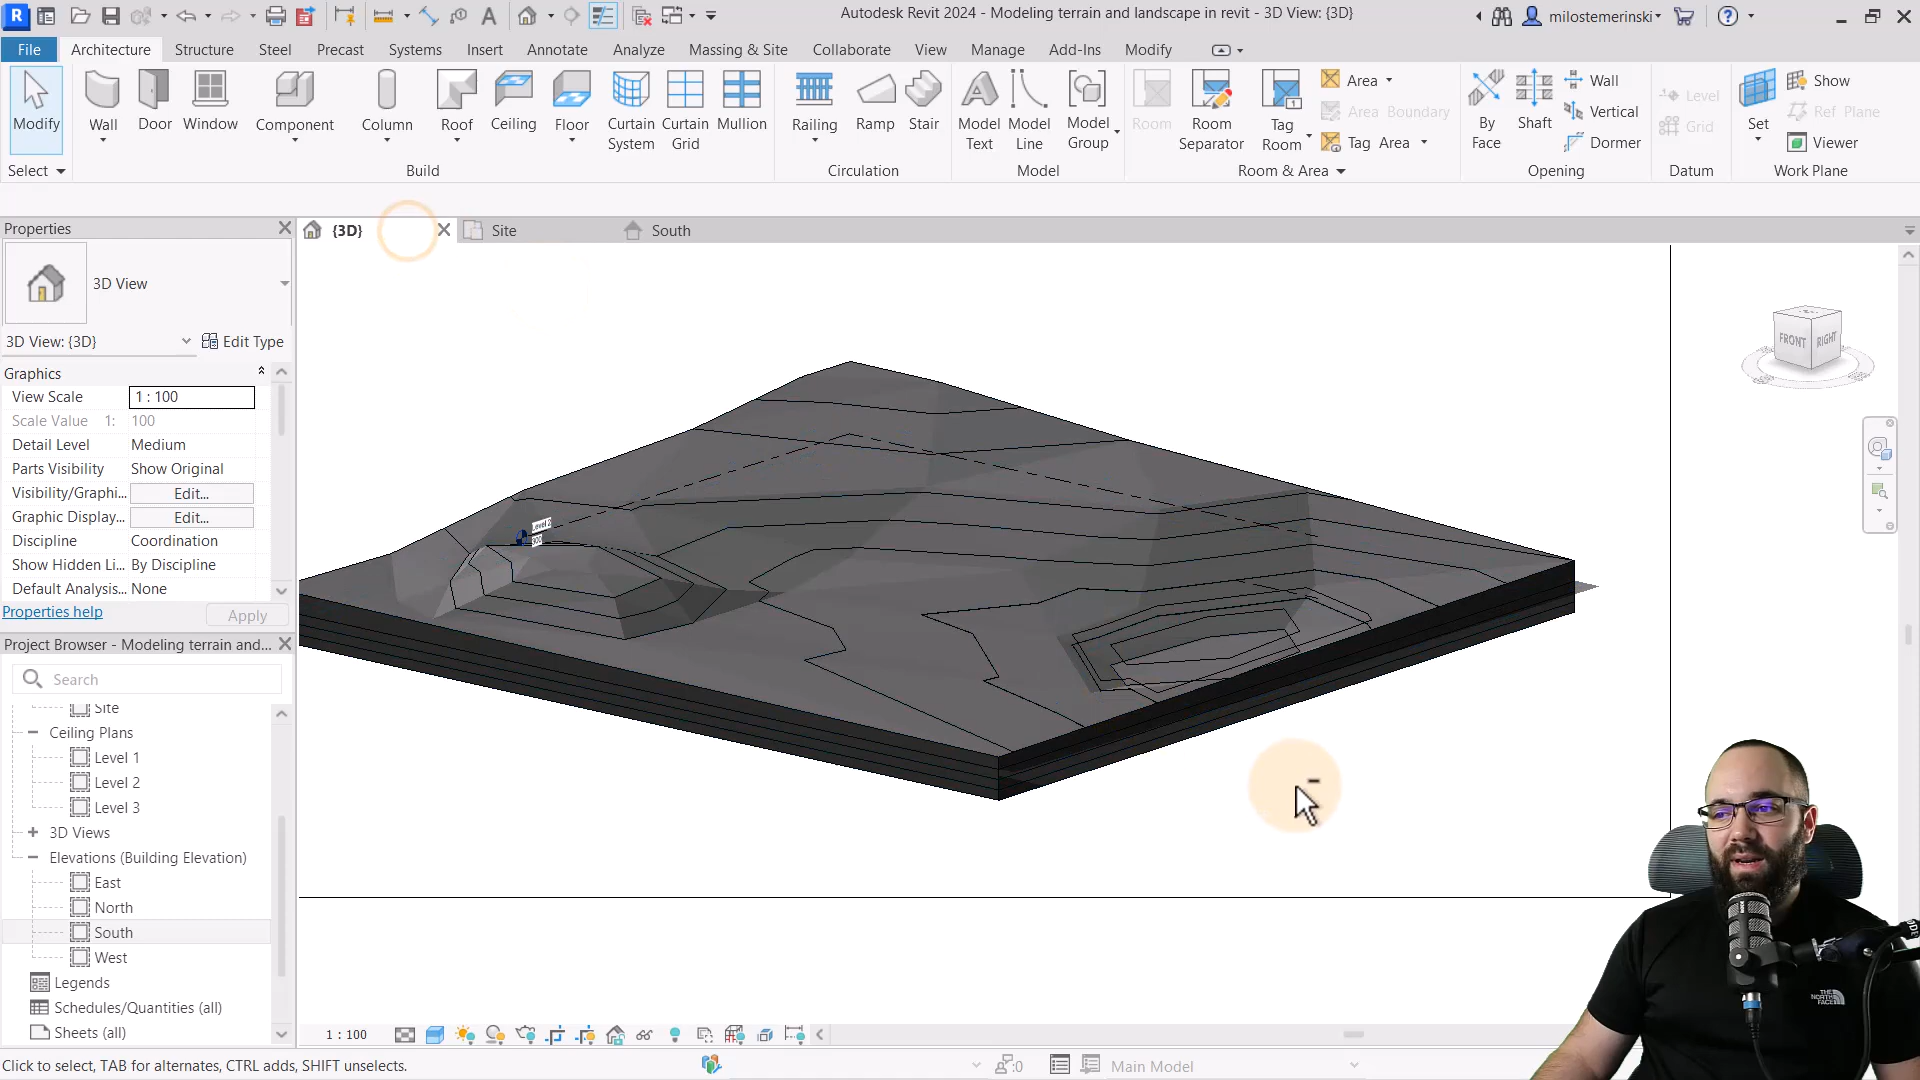 R
Autodesk Revit 2024 - Modeling terrain and landscape in revit - 3D View: {3D}
milostemerinski
File Architecture Structure Steel Precast Systems Insert Annotate Analyze Massing & Site Collaborate View Manage Add-Ins Modify
Modify
Wall
Door
Window
Component
Column
Roof
Ceiling
Floor
Curtain System
Curtain Grid
Mullion
Railing
Ramp
Stair
Model Text
Model Line
Model Group
Room
Room Separator
Tag Room
Area
Area Boundary
Tag Area
By Face
Shaft
Wall
Vertical
Dormer
Level
Grid
Set
Show
Ref Plane
Viewer
Select Build Circulation Model Room & Area Opening Datum Work Plane
Properties
{3D} Site South
3D View
3D View: {3D} Edit Type
Graphics
View Scale 1 : 100
Scale Value 1: 100
Detail Level Medium
Parts Visibility Show Original
Visibility/Graphi... Edit...
Graphic Display... Edit...
Discipline Coordination
Show Hidden Li... By Discipline
Default Analysis... None
Properties help Apply
Project Browser - Modeling terrain and...
Search
Site
Ceiling Plans
Level 1
Level 2
Level 3
3D Views
Elevations (Building Elevation)
East
North
South
West
Legends
Schedules/Quantities (all)
Sheets (all)
Level 2
FRONT RIGHT
THE NORTH FACE
1 : 100
Click to select, TAB for alternates, CTRL adds, SHIFT unselects.
:0
Main Model